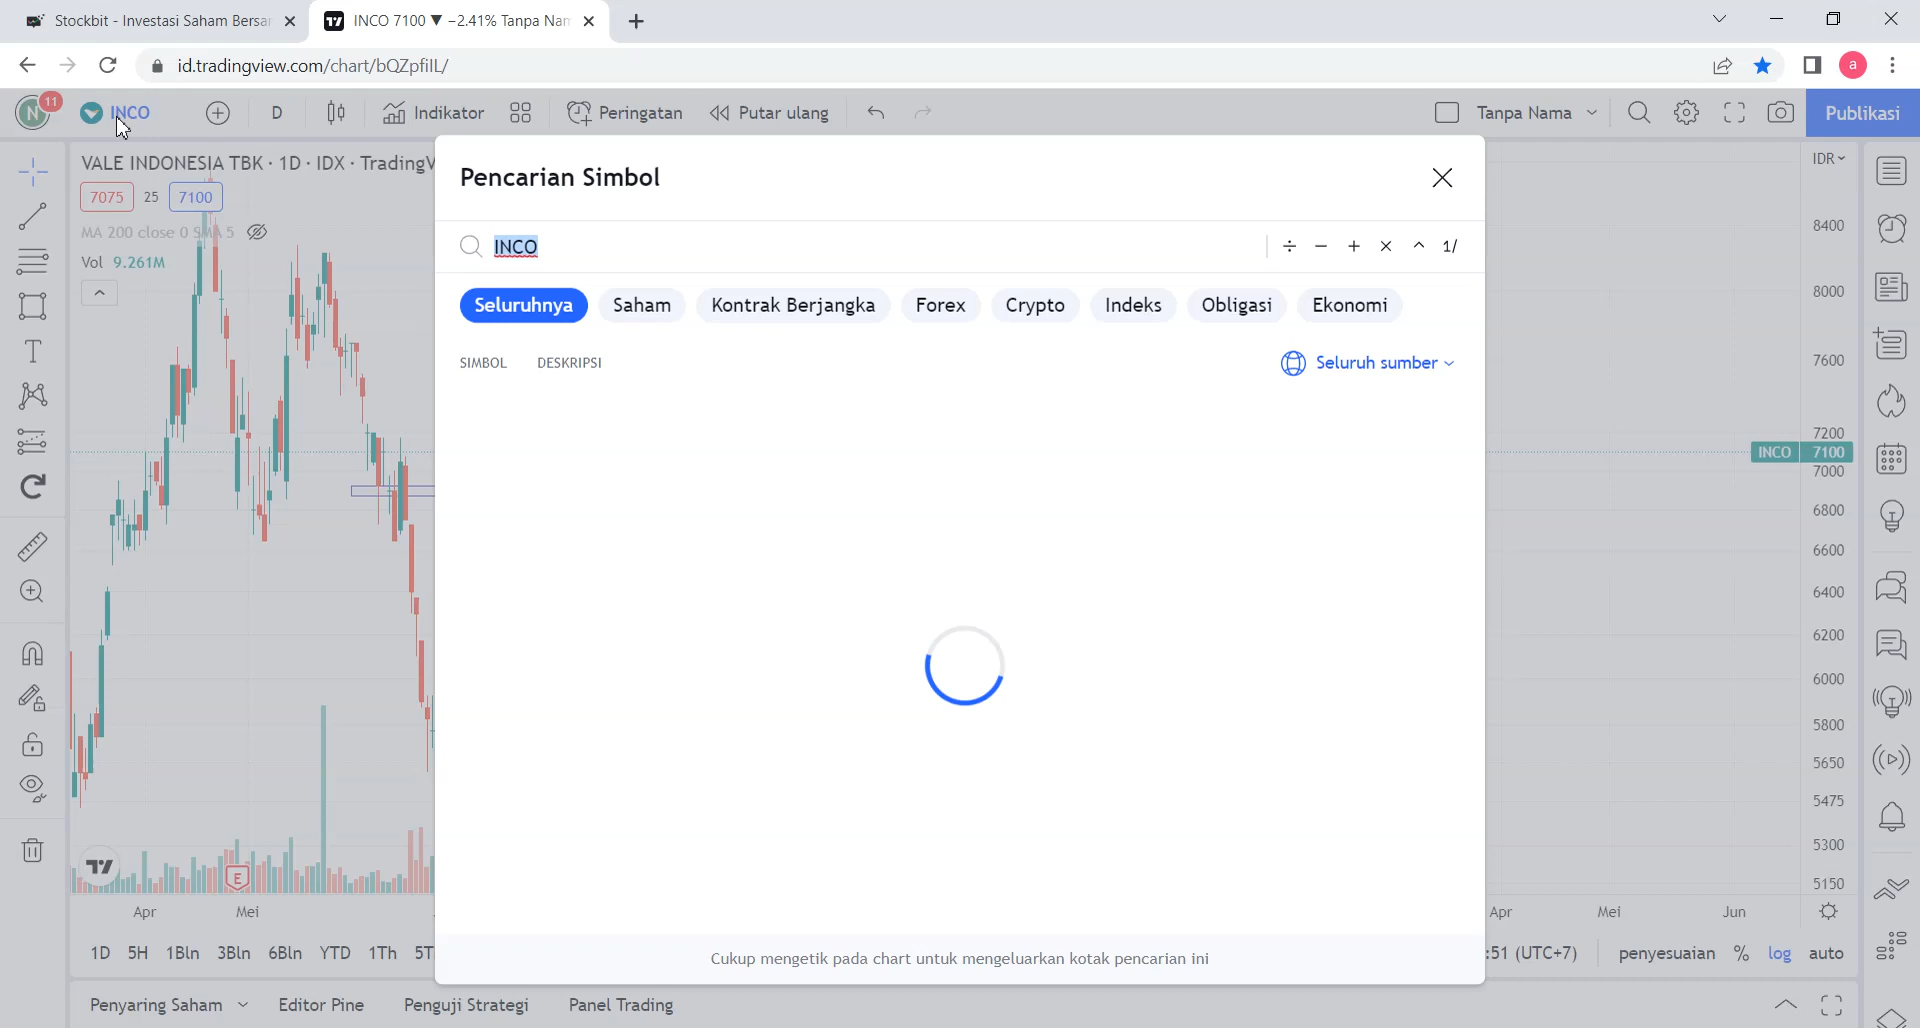 Stockbit - Investasi Saham Bersar
INCO 7100 ▼ −2.41% Tanpa Nam
id.tradingview.com/chart/bQZpfilL/
a
N 11 INCO D Indikator Peringatan Putar ulang Tanpa Nama Publikasi
VALE INDONESIA TBK · 1D · IDX · TradingV
IDR
7075 25 7100
MA 200 close 0 SMA 5
Vol 9.261M
Pencarian Simbol
INCO
÷ − + × ^ 1/
Seluruhnya Saham Kontrak Berjangka Forex Crypto Indeks Obligasi Ekonomi
SIMBOL DESKRIPSI Seluruh sumber
8400
8000
7600
7200
INCO 7100
7000
6800
6600
6400
6200
6000
5800
5650
5475
5300
5150
T
E
Apr Mei Apr Mei Jun
1D 5H 1Bln 3Bln 6Bln YTD 1Th 5T :51 (UTC+7) penyesuaian % log auto
Cukup mengetik pada chart untuk mengeluarkan kotak pencarian ini
Penyaring Saham Editor Pine Penguji Strategi Panel Trading